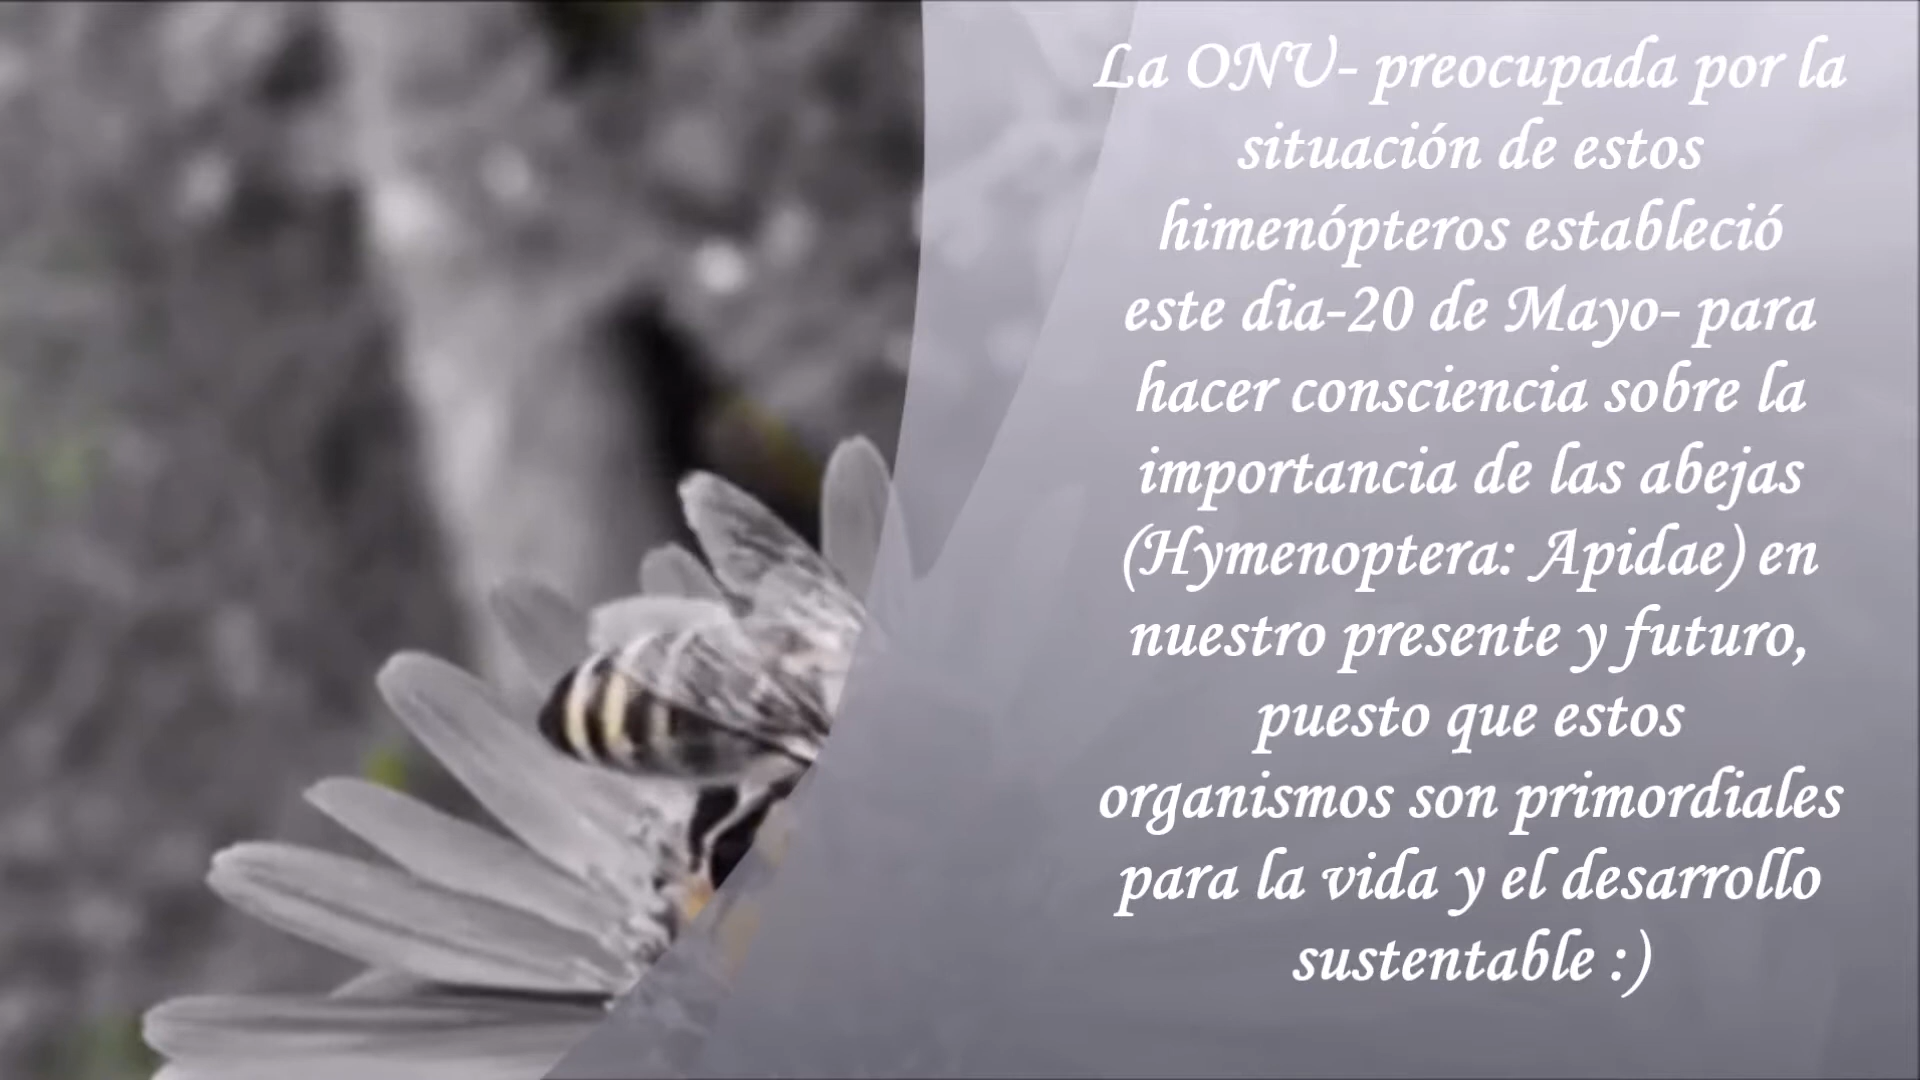 La ONU- preocupada por la
situación de estos
himenópteros estableció
este dia-20 de Mayo- para
hacer consciencia sobre la
importancia de las abejas
(Hymenoptera: Apidae) en
nuestro presente y futuro,
puesto que estos
organismos son primordiales
para la vida y el desarrollo
sustentable :)